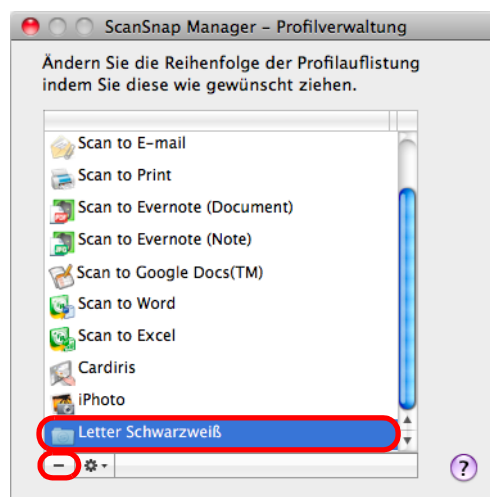 ScanSnap Manager – Profilverwaltung
Ändern Sie die Reihenfolge der Profilauflistung
indem Sie diese wie gewünscht ziehen.
Scan to E-mail
Scan to Print
Scan to Evernote (Document)
Scan to Evernote (Note)
Scan to Google Docs(TM)
Scan to Word
Scan to Excel
Cardiris
iPhoto
Letter Schwarzweiß
?